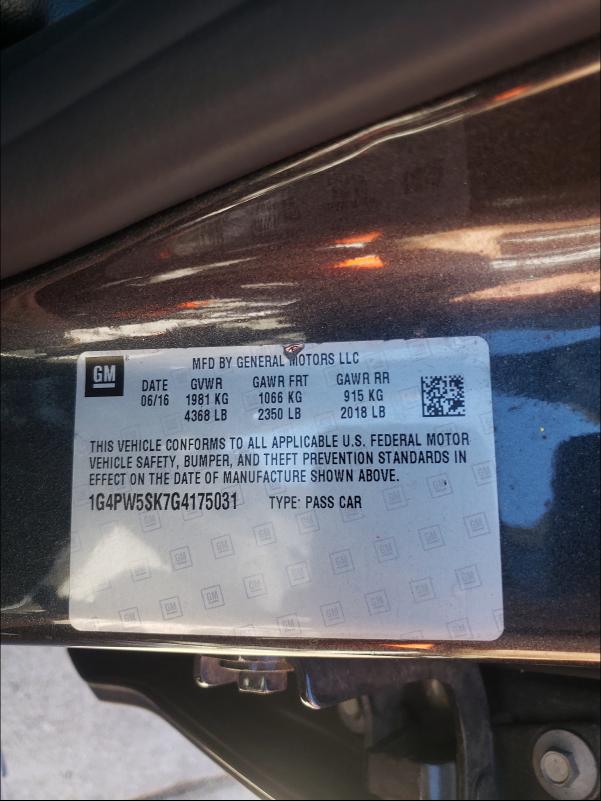 GM
MFD BY GENERAL MOTORS LLC
DATE GVWR GAWR FRT GAWR RR
06/16 1981 KG 1066 KG 915 KG
4368 LB 2350 LB 2018 LB
THIS VEHICLE CONFORMS TO ALL APPLICABLE U.S. FEDERAL MOTOR
VEHICLE SAFETY, BUMPER, AND THEFT PREVENTION STANDARDS IN
EFFECT ON THE DATE OF MANUFACTURE SHOWN ABOVE.
1G4PW5SK7G4175031 TYPE: PASS CAR